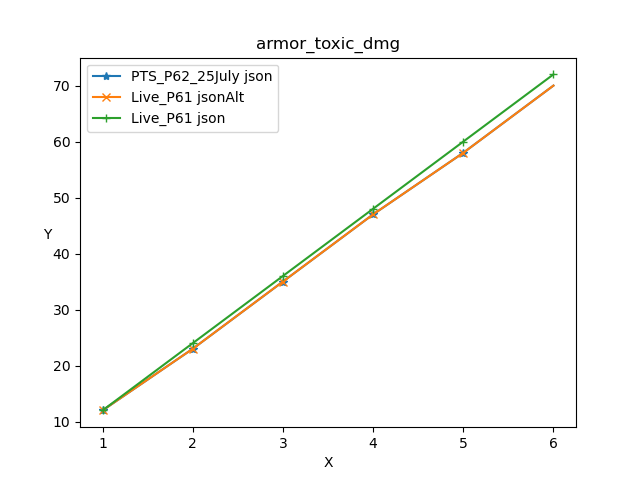 armor_toxic_dmg
PTS_P62_25July json
Live_P61 jsonAlt
Live_P61 json
70
60
50
40
30
20
10
Y
1 2 3 4 5 6
X